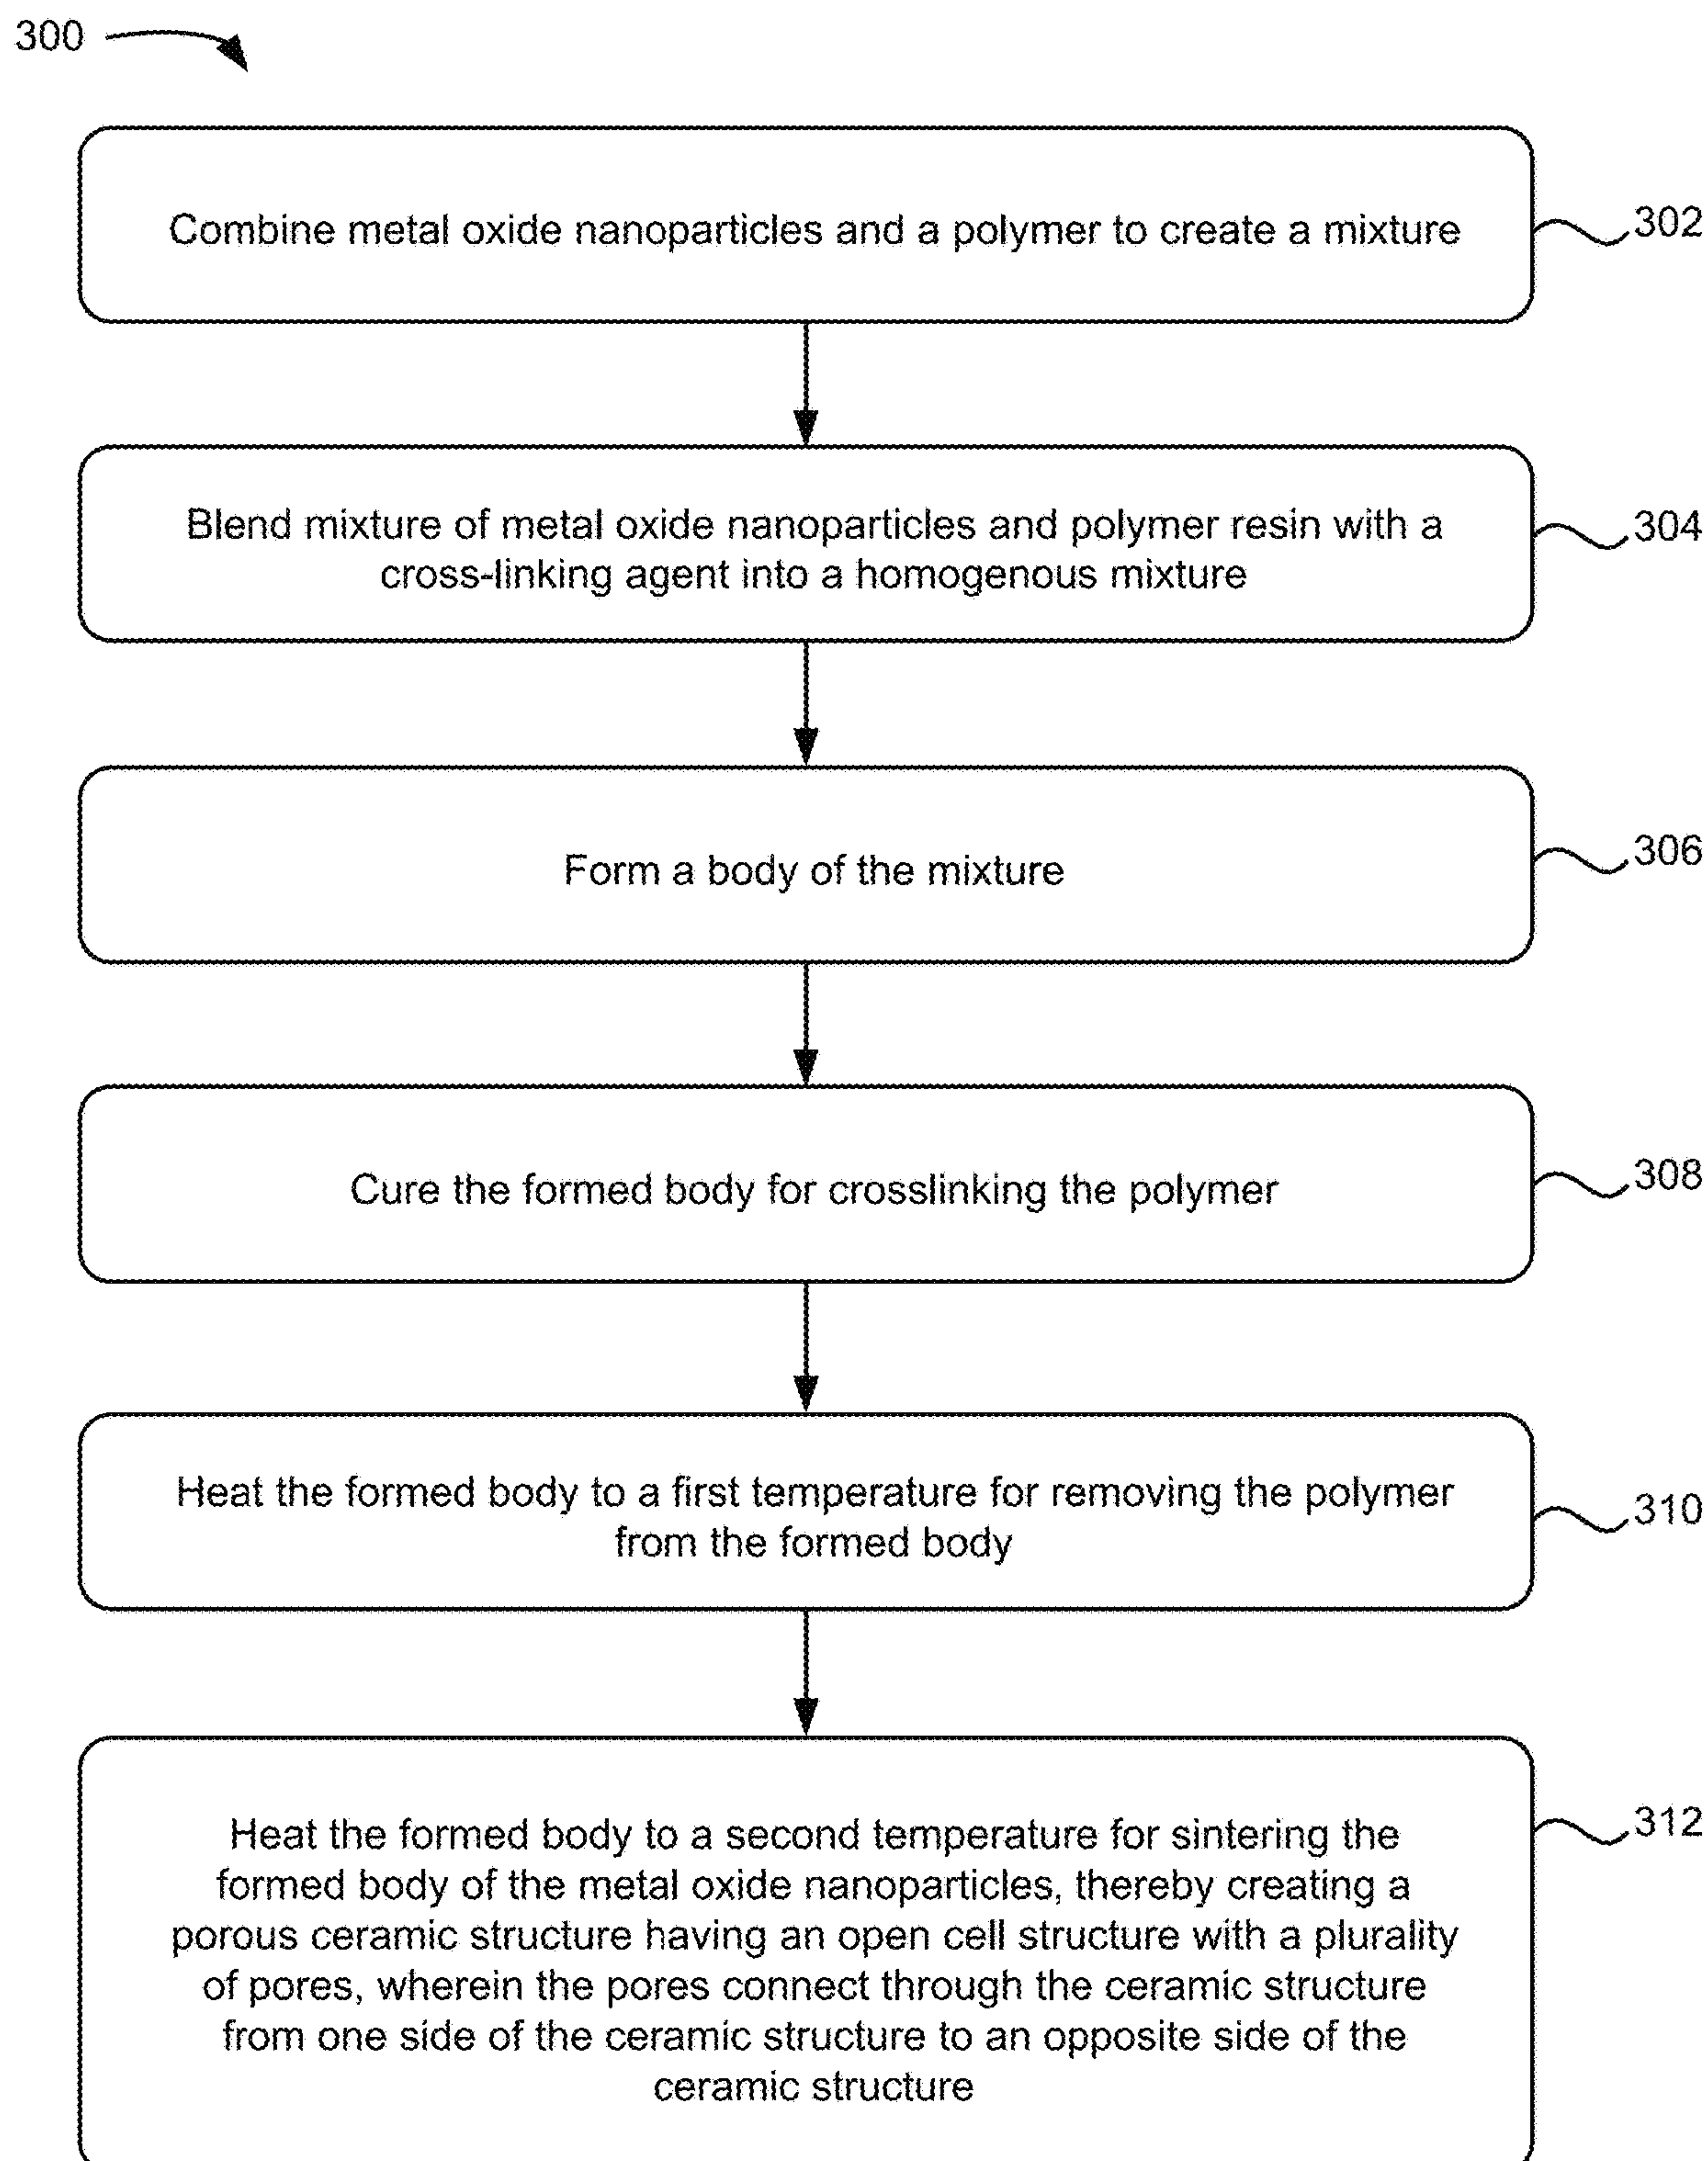 300
Combine metal oxide nanoparticles and a polymer to create a mixture
302
Blend mixture of metal oxide nanoparticles and polymer resin with a
cross-linking agent into a homogenous mixture
304
Form a body of the mixture
306
Cure the formed body for crosslinking the polymer
308
Heat the formed body to a first temperature for removing the polymer
from the formed body
310
Heat the formed body to a second temperature for sintering the
formed body of the metal oxide nanoparticles, thereby creating a
porous ceramic structure having an open cell structure with a plurality
of pores, wherein the pores connect through the ceramic structure
from one side of the ceramic structure to an opposite side of the
ceramic structure
312